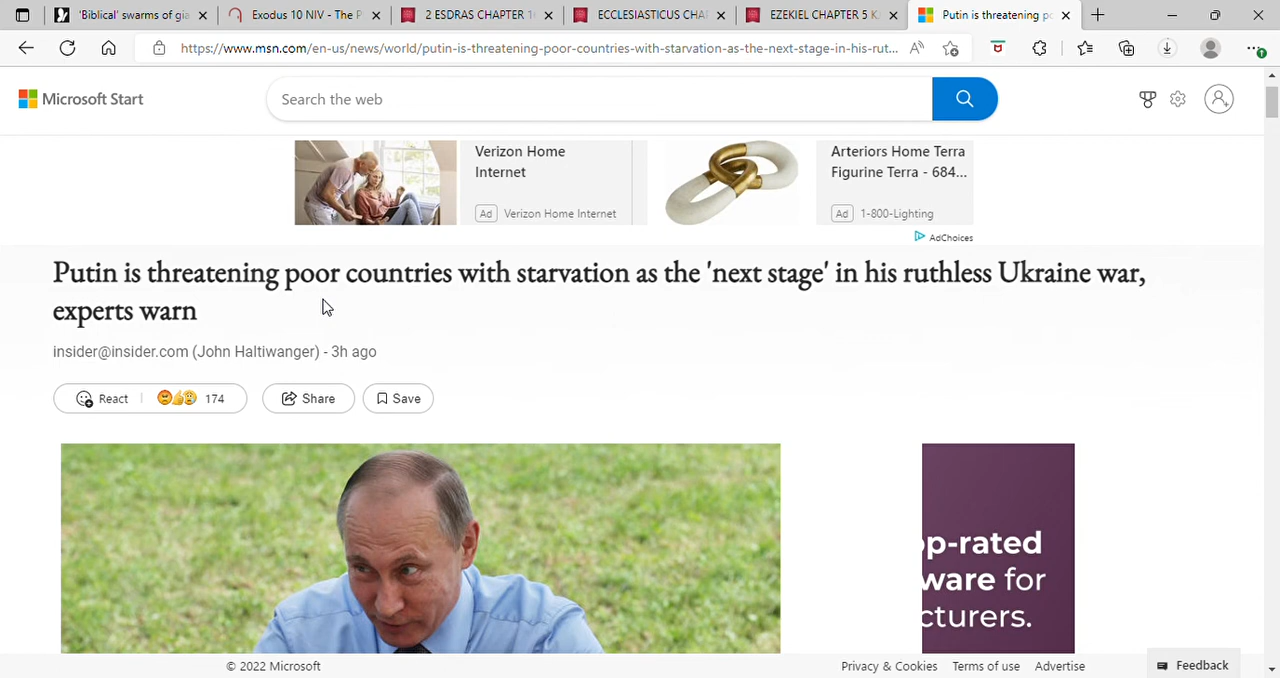 'Biblical' swarms of gia
Exodus 10 NIV - The P
2 ESDRAS CHAPTER 1
ECCLESIASTICUS CHA
EZEKIEL CHAPTER 5 K
Putin is threatening po
https://www.msn.com/en-us/news/world/putin-is-threatening-poor-countries-with-starvation-as-the-next-stage-in-his-rut...
Microsoft Start
Search the web
Verizon Home
Internet
Ad Verizon Home Internet
Arteriors Home Terra
Figurine Terra - 684...
Ad 1-800-Lighting
AdChoices
Putin is threatening poor countries with starvation as the 'next stage' in his ruthless Ukraine war,
experts warn
insider@insider.com (John Haltiwanger) - 3h ago
React 174 Share Save
op-rated
ware for
cturers.
© 2022 Microsoft
Privacy & Cookies Terms of use Advertise Feedback